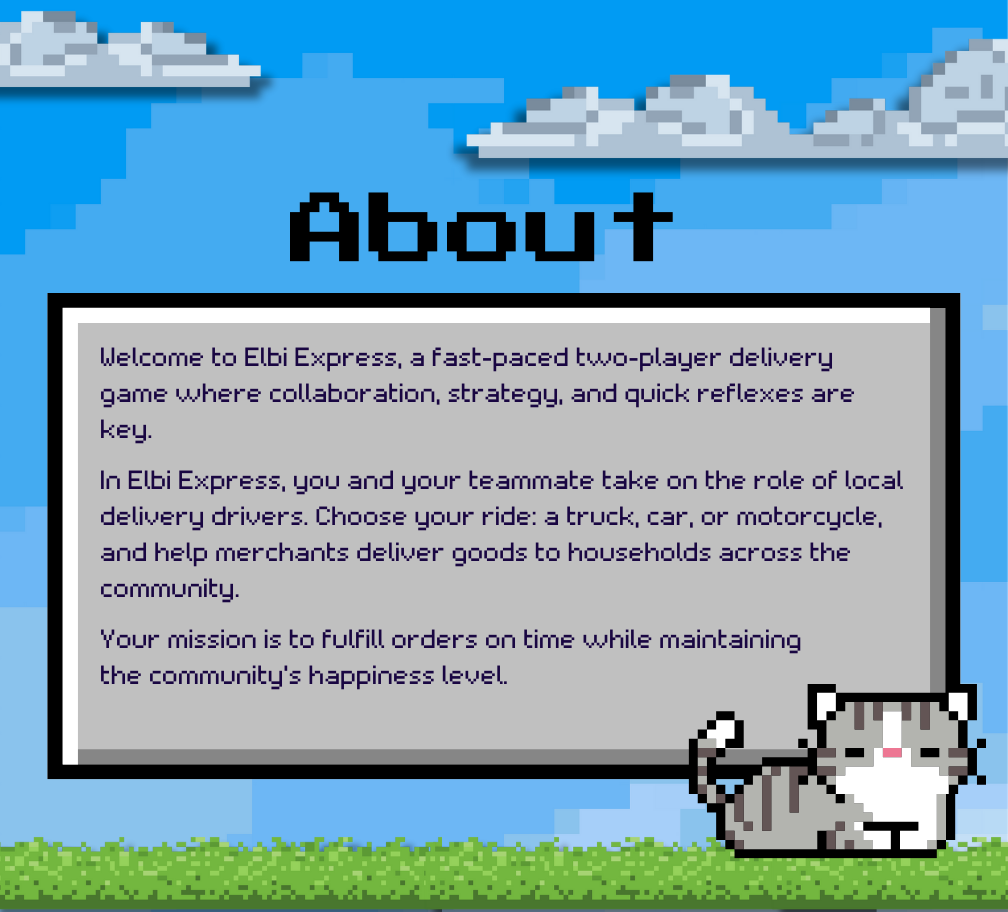 About
Welcome to Elbi Express, a fast-paced two-player delivery
game where collaboration, strategy, and quick reflexes are
key.
In Elbi Express, you and your teammate take on the role of local
delivery drivers. Choose your ride: a truck, car, or motorcycle,
and help merchants deliver goods to households across the
community.
Your mission is to fulfill orders on time while maintaining
the community's happiness level.